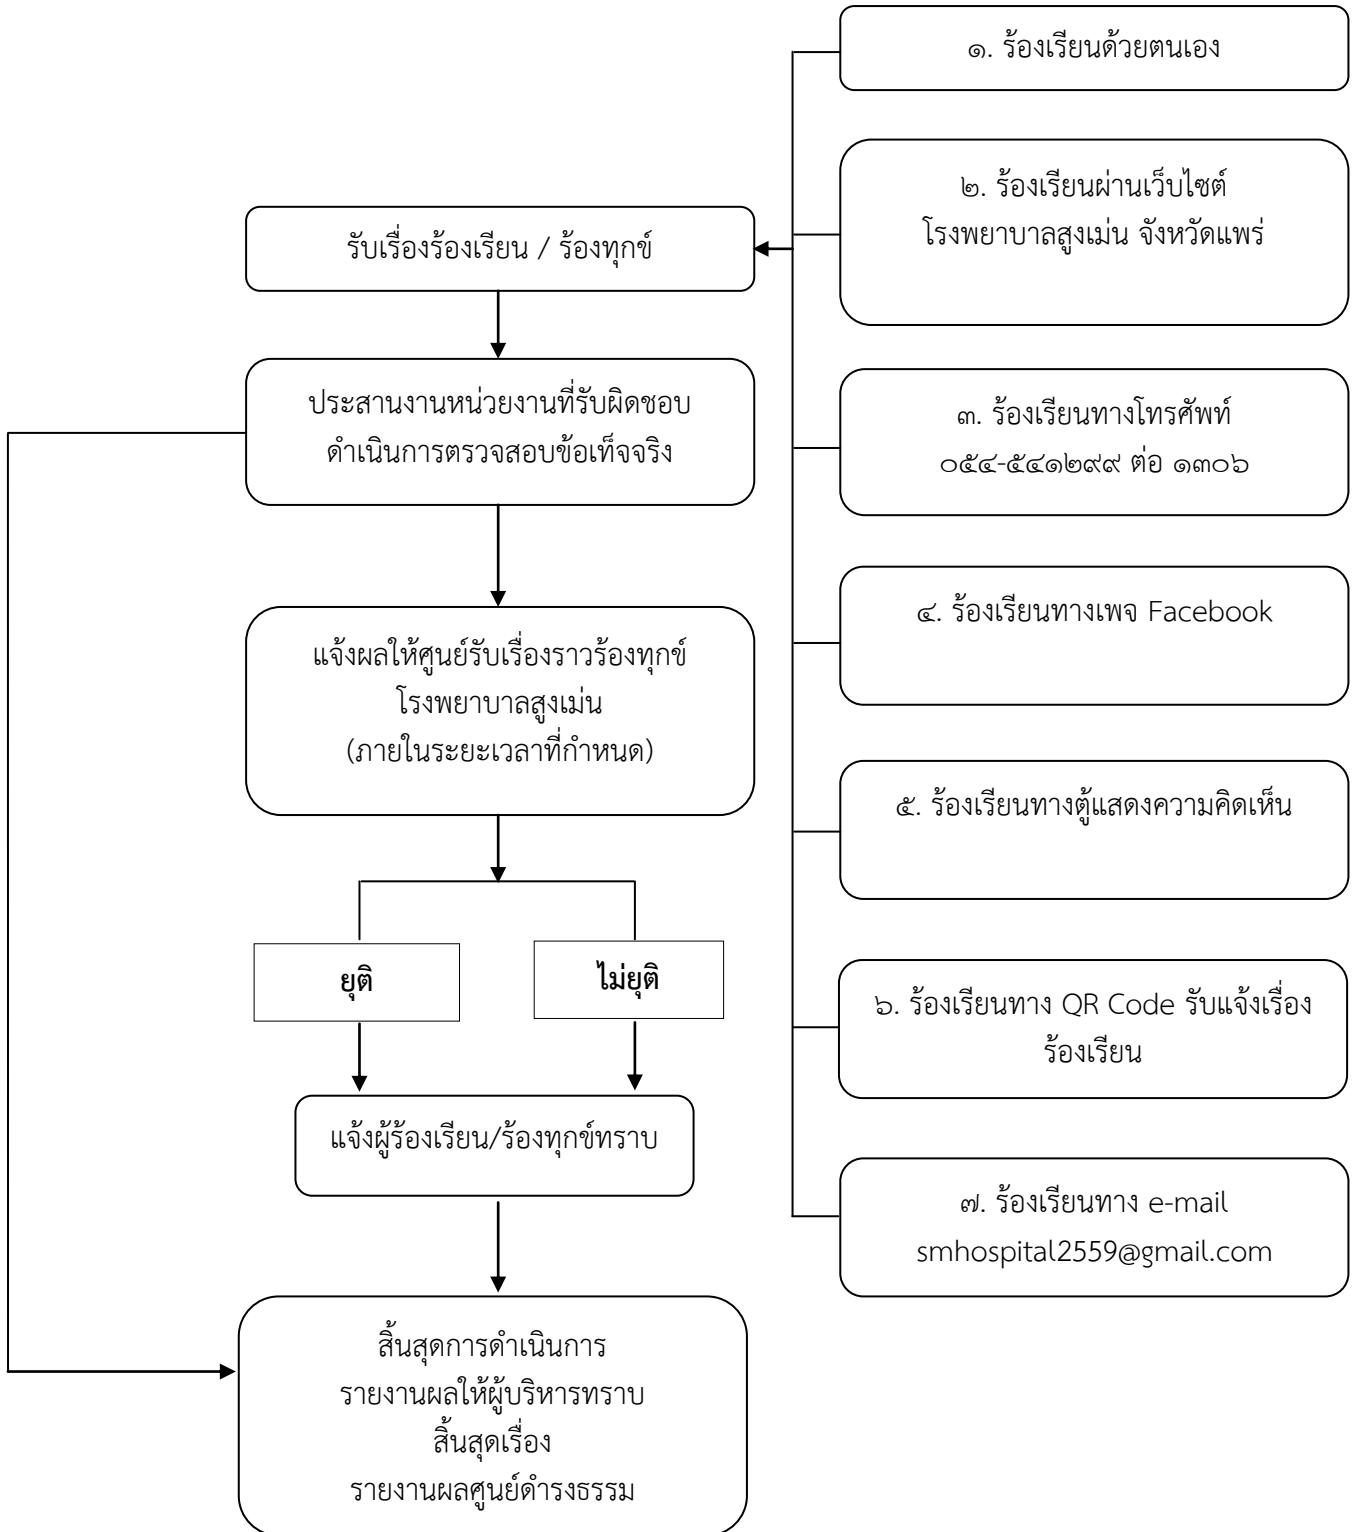 ๑. ร้องเรียนด้วยตนเอง
๒. ร้องเรียนผ่านเว็บไซต์
โรงพยาบาลสูงเม่น จังหวัดแพร่
รับเรื่องร้องเรียน / ร้องทุกข์
ประสานงานหน่วยงานที่รับผิดชอบ
ดำเนินการตรวจสอบข้อเท็จจริง
๓. ร้องเรียนทางโทรศัพท์
๐๕๔-๕๔๑๒๙๙ ต่อ ๑๓๐๖
๔. ร้องเรียนทางเพจ Facebook
แจ้งผลให้ศูนย์รับเรื่องราวร้องทุกข์
โรงพยาบาลสูงเม่น
(ภายในระยะเวลาที่กำหนด)
๕. ร้องเรียนทางตู้แสดงความคิดเห็น
ยุติ
ไม่ยุติ
๖. ร้องเรียนทาง QR Code รับแจ้งเรื่อง
ร้องเรียน
แจ้งผู้ร้องเรียน/ร้องทุกข์ทราบ
๗. ร้องเรียนทาง e-mail
smhospital2559@gmail.com
สิ้นสุดการดำเนินการ
รายงานผลให้ผู้บริหารทราบ
สิ้นสุดเรื่อง
รายงานผลศูนย์ดำรงธรรม